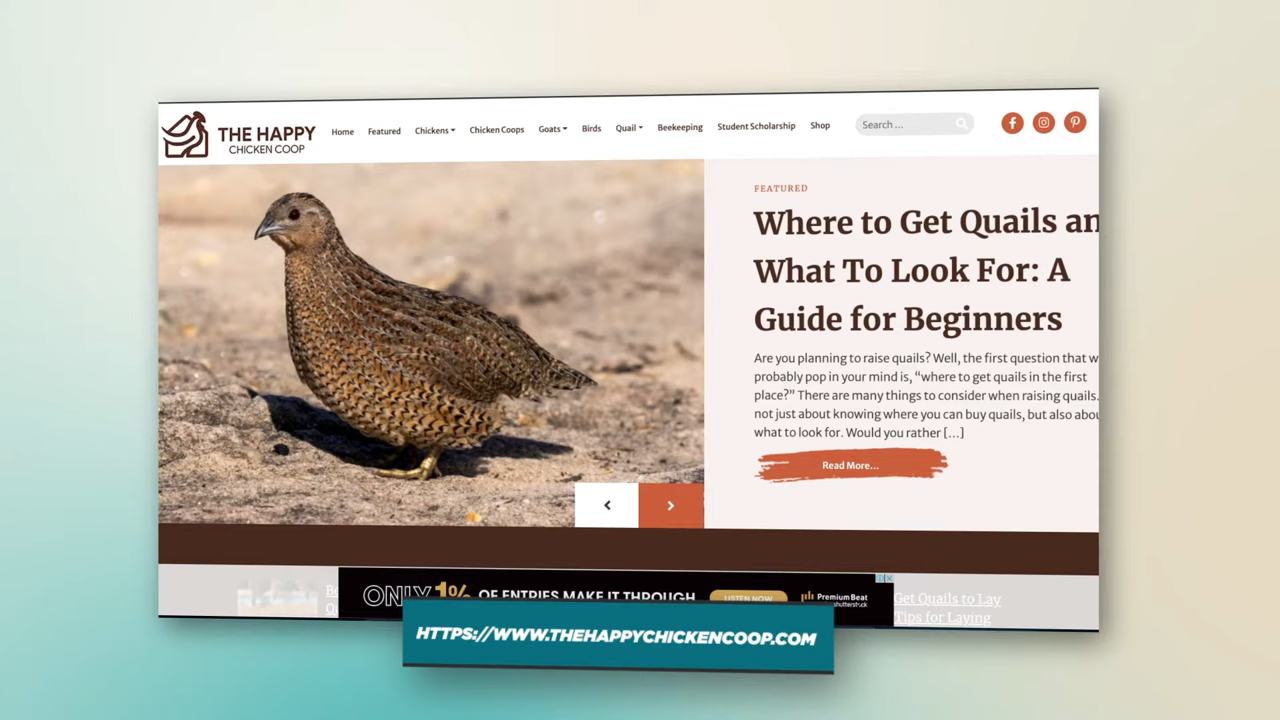 THE HAPPY
CHICKEN COOP
Home Featured Chickens Chicken Coops Goats Birds Quail Beekeeping Student Scholarship Shop
Search ...
FEATURED
Where to Get Quails an
What To Look For: A
Guide for Beginners
Are you planning to raise quails? Well, the first question that w
probably pop in your mind is, “where to get quails in the first
place?” There are many things to consider when raising quails.
not just about knowing where you can buy quails, but also abou
what to look for. Would you rather [...]
Read More...
ONLY 1% OF ENTRIES MAKE IT THROUGH
LISTEN NOW
PremiumBeat
shutterstock
Get Quails to Lay
Tips for Laying
HTTPS://WWW.THEHAPPYCHICKENCOOP.COM